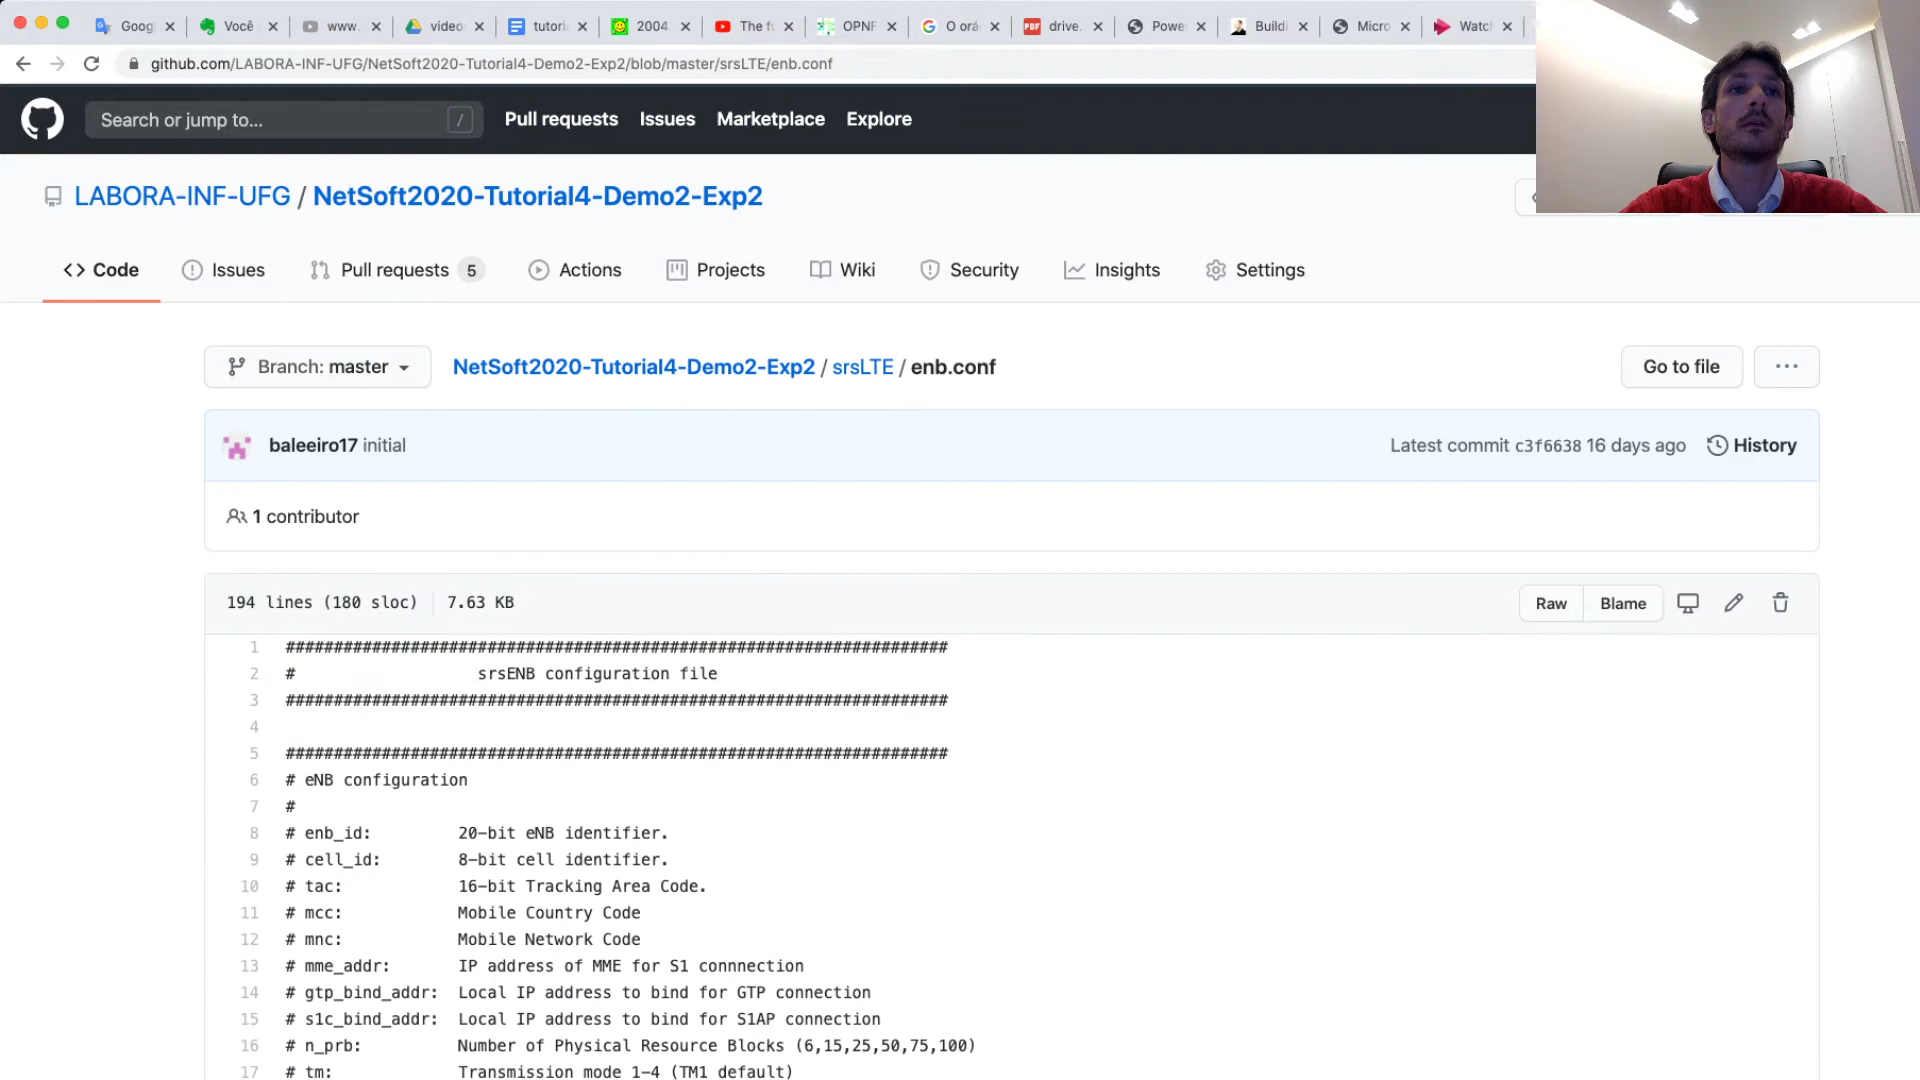 Googl
Você
www.
video
tutoria
2004
The fu
OPNF
O orá
drive.
Power
Buildi
Micro
Watch
github.com/LABORA-INF-UFG/NetSoft2020-Tutorial4-Demo2-Exp2/blob/master/srsLTE/enb.conf
Search or jump to... / Pull requests Issues Marketplace Explore
LABORA-INF-UFG / NetSoft2020-Tutorial4-Demo2-Exp2
<> Code Issues Pull requests 5 Actions Projects Wiki Security Insights Settings
Branch: master NetSoft2020-Tutorial4-Demo2-Exp2 / srsLTE / enb.conf Go to file ...
baleeiro17 initial Latest commit c3f6638 16 days ago History
1 contributor
194 lines (180 sloc) 7.63 KB Raw Blame
1 #####################################################################
2 # srsENB configuration file
3 #####################################################################
4
5 #####################################################################
6 # eNB configuration
7 #
8 # enb_id: 20-bit eNB identifier.
9 # cell_id: 8-bit cell identifier.
10 # tac: 16-bit Tracking Area Code.
11 # mcc: Mobile Country Code
12 # mnc: Mobile Network Code
13 # mme_addr: IP address of MME for S1 connnection
14 # gtp_bind_addr: Local IP address to bind for GTP connection
15 # s1c_bind_addr: Local IP address to bind for S1AP connection
16 # n_prb: Number of Physical Resource Blocks (6,15,25,50,75,100)
17 # tm: Transmission mode 1-4 (TM1 default)